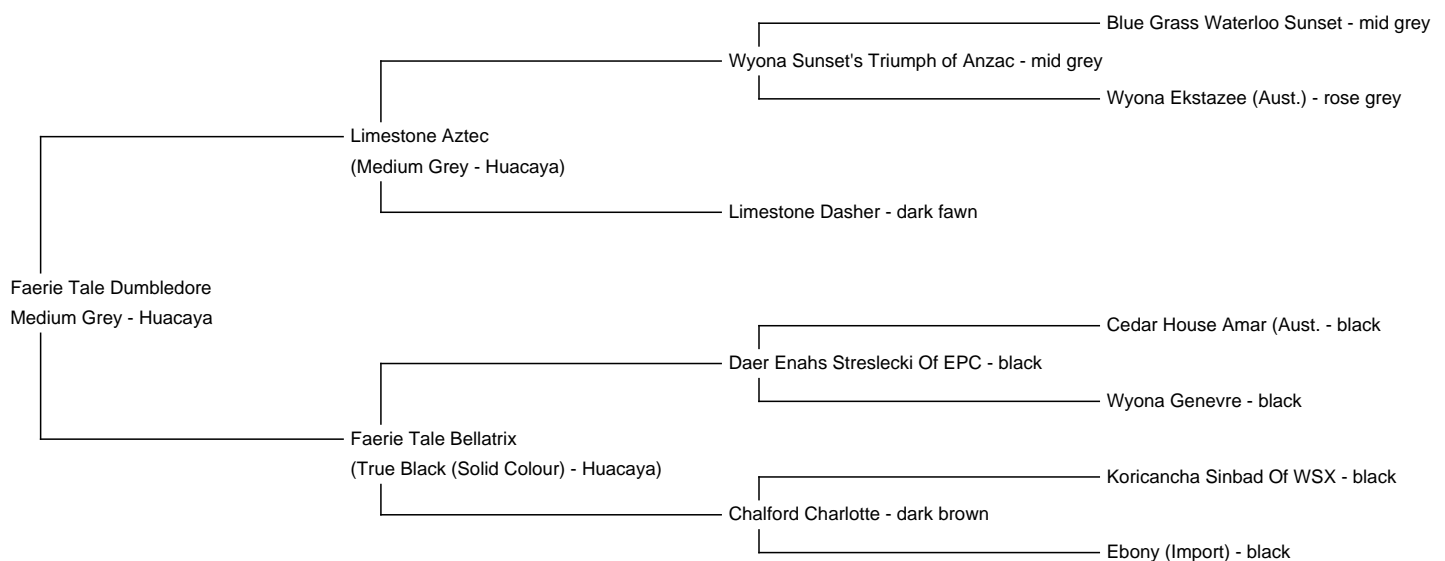 Blue Grass Waterloo Sunset - mid grey
Wyona Sunset's Triumph of Anzac - mid grey
Wyona Ekstazee (Aust.) - rose grey
Limestone Aztec
(Medium Grey - Huacaya)
Limestone Dasher - dark fawn
Faerie Tale Dumbledore
Medium Grey - Huacaya
Cedar House Amar (Aust. - black
Daer Enahs Streslecki Of EPC - black
Wyona Genevre - black
Faerie Tale Bellatrix
(True Black (Solid Colour) - Huacaya)
Koricancha Sinbad Of WSX - black
Chalford Charlotte - dark brown
Ebony (Import) - black